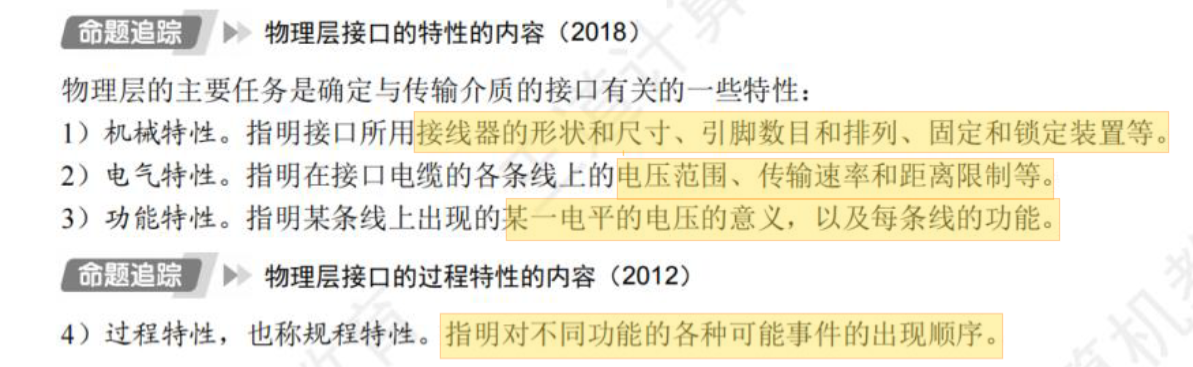 命题追踪 物理层接口的特性的内容（2018）
物理层的主要任务是确定与传输介质的接口有关的一些特性：
1）机械特性。指明接口所用接线器的形状和尺寸、引脚数目和排列、固定和锁定装置等。
2）电气特性。指明在接口电缆的各条线上的电压范围、传输速率和距离限制等。
3）功能特性。指明某条线上出现的某一电平的电压的意义，以及每条线的功能。
命题追踪 物理层接口的过程特性的内容（2012）
4）过程特性，也称规程特性。指明对不同功能的各种可能事件的出现顺序。